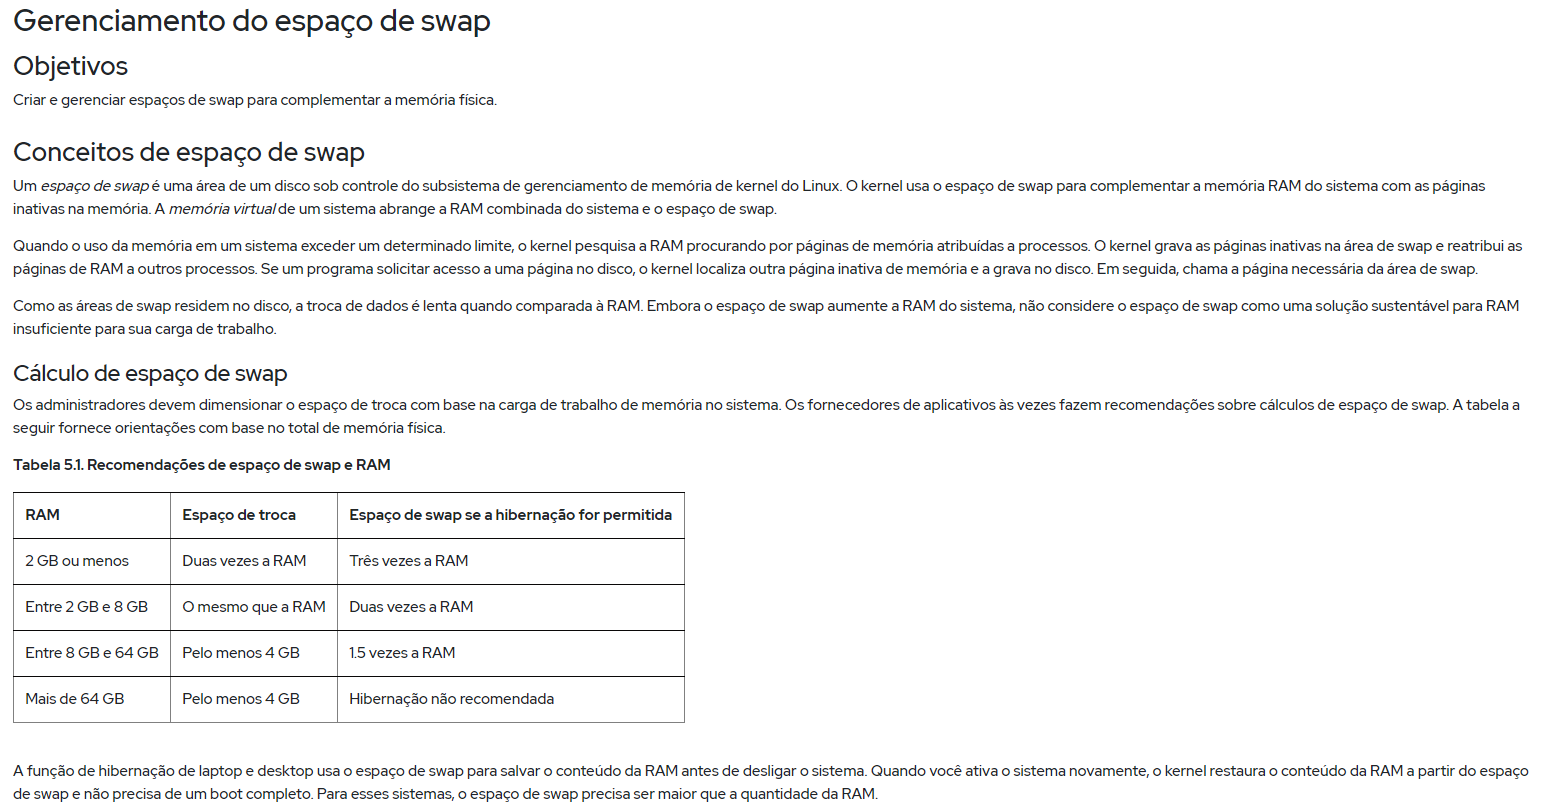 Gerenciamento do espaço de swap
Objetivos
Criar e gerenciar espaços de swap para complementar a memória física.
Conceitos de espaço de swap
Um espaço de swap é uma área de um disco sob controle do subsistema de gerenciamento de memória de kernel do Linux. O kernel usa o espaço de swap para complementar a memória RAM do sistema com as páginas
inativas na memória. A memória virtual de um sistema abrange a RAM combinada do sistema e o espaço de swap.
Quando o uso da memória em um sistema exceder um determinado limite, o kernel pesquisa a RAM procurando por páginas de memória atribuídas a processos. O kernel grava as páginas inativas na área de swap e reatribui as
páginas de RAM a outros processos. Se um programa solicitar acesso a uma página no disco, o kernel localiza outra página inativa de memória e a grava no disco. Em seguida, chama a página necessária da área de swap.
Como as áreas de swap residem no disco, a troca de dados é lenta quando comparada à RAM. Embora o espaço de swap aumente a RAM do sistema, não considere o espaço de swap como uma solução sustentável para RAM
insuficiente para sua carga de trabalho.
Cálculo de espaço de swap
Os administradores devem dimensionar o espaço de troca com base na carga de trabalho de memória no sistema. Os fornecedores de aplicativos às vezes fazem recomendações sobre cálculos de espaço de swap. A tabela a
seguir fornece orientações com base no total de memória física.
Tabela 5.1. Recomendações de espaço de swap e RAM
RAM Espaço de troca Espaço de swap se a hibernação for permitida
2 GB ou menos Duas vezes a RAM Três vezes a RAM
Entre 2 GB e 8 GB O mesmo que a RAM Duas vezes a RAM
Entre 8 GB e 64 GB Pelo menos 4 GB 1.5 vezes a RAM
Mais de 64 GB Pelo menos 4 GB Hibernação não recomendada
A função de hibernação de laptop e desktop usa o espaço de swap para salvar o conteúdo da RAM antes de desligar o sistema. Quando você ativa o sistema novamente, o kernel restaura o conteúdo da RAM a partir do espaço
de swap e não precisa de um boot completo. Para esses sistemas, o espaço de swap precisa ser maior que a quantidade da RAM.